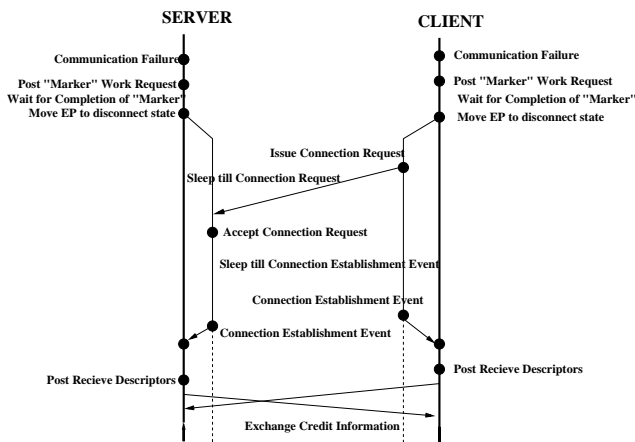 SERVER
CLIENT
Communication Failure
Communication Failure
Post "Marker" Work Request
Post "Marker" Work Request
Wait for Completion of "Marker"
Wait for Completion of "Marker"
Move EP to disconnect state
Move EP to disconnect state
Issue Connection Request
Sleep till Connection Request
Accept Connection Request
Sleep till Connection Establishment Event
Connection Establishment Event
Connection Establishment Event
Post Recieve Descriptors
Post Recieve Descriptors
Exchange Credit Information